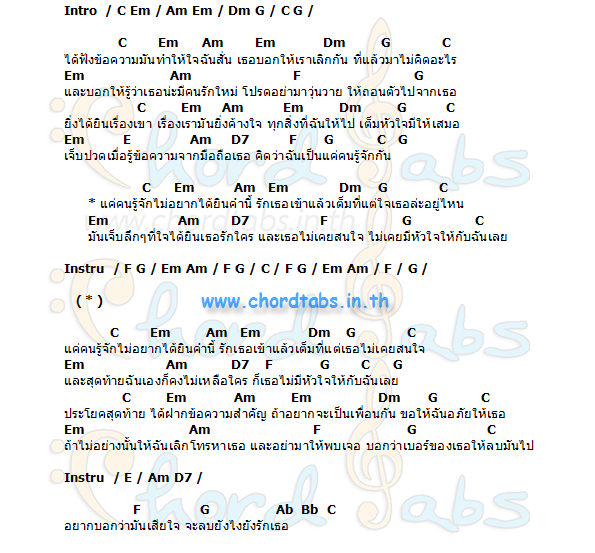 Intro / C Em / Am Em / Dm G / C G /
C Em Am Em Dm G C
ได้ฟังข้อความมันทำให้ใจฉันสั่น เธอบอกให้เราเลิกกัน ที่แล้วมาไม่คิดอะไร
Em Am F G
และบอกให้รู้ว่าเธอน่ะมีคนรักใหม่ โปรดอย่ามาวุ่นวาย ให้ถอนตัวไปจากเธอ
C Em Am Em Dm G C
ยิ่งได้ยินเรื่องเขา เรื่องเรามันยิ่งค้างใจ ทุกสิ่งที่ฉันให้ไป เต็มหัวใจมีให้เสมอ
Em E Am D7 F G C G
เจ็บปวดเมื่อรู้ข้อความจากมือถือเธอ คิดว่าฉันเป็นแค่คนรู้จักกัน
C Em Am Em Dm G C
* แค่คนรู้จักไม่อยากได้ยินคำนี้ รักเธอเข้าแล้วเต็มที่แต่ใจเธอล่ะอยู่ไหน
Em Am D7 F G C
มันเจ็บลึกๆที่ใจได้ยินเธอรักใคร และเธอไม่เคยสนใจ ไม่เคยมีหัวใจให้กับฉันเลย
www.chordtabs.in.th
Instru / F G / Em Am / F G / C / F G / Em Am / F / G /
( * )
www.chordtabs.in.th
C Em Am Em Dm G C
แค่คนรู้จักไม่อยากได้ยินคำนี้ รักเธอเข้าแล้วเต็มที่แต่เธอไม่เคยสนใจ
Em Am D7 F G C G
และสุดท้ายฉันเองก็คงไม่เหลือใคร ก็เธอไม่มีหัวใจให้กับฉันเลย
C Em Am Em Dm G C
ประโยคสุดท้าย ได้ฝากข้อความสำคัญ ถ้าอยากจะเป็นเพื่อนกัน ขอให้ฉันอภัยให้เธอ
Em Am F G C
ถ้าไม่อย่างนั้นให้ฉันเลิกโทรหาเธอ และอย่ามาให้พบเจอ บอกว่าเบอร์ของเธอให้ลบมันไป
Instru / E / Am D7 /
F G Ab Bb C
อยากบอกว่ามันเสียใจ จะลบยังไงยังรักเธอ